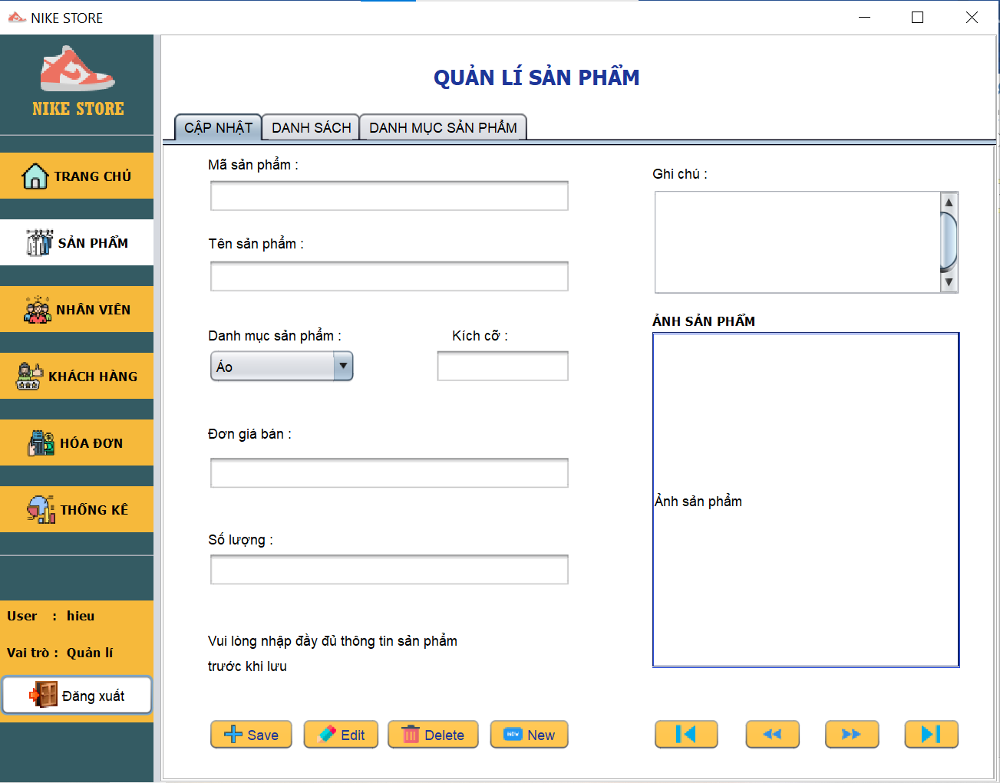 NIKE STORE
NIKE STORE
TRANG CHỦ
SẢN PHẨM
NHÂN VIÊN
KHÁCH HÀNG
HÓA ĐƠN
THỐNG KÊ
User : hieu
Vai trò : Quản lí
Đăng xuất
QUẢN LÍ SẢN PHẨM
CẬP NHẬT DANH SÁCH DANH MỤC SẢN PHẨM
Mã sản phẩm :
Tên sản phẩm :
Danh mục sản phẩm : Kích cỡ :
Áo
Đơn giá bán :
Số lượng :
Vui lòng nhập đầy đủ thông tin sản phẩm
trước khi lưu
Save Edit Delete NEW New
Ghi chú :
ẢNH SẢN PHẨM
Ảnh sản phẩm